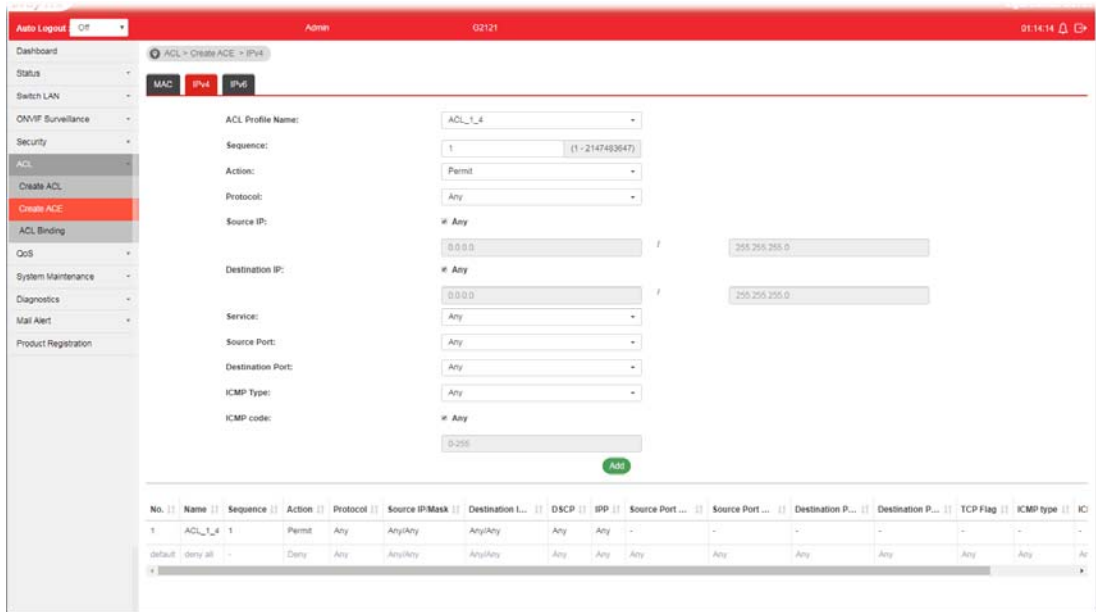 Auto Logout: Off Admin O2121 01:14:14
Dashboard
Status
Switch LAN
ONVIF Surveillance
Security
ACL
Create ACL
Create ACE
ACL Binding
QoS
System Maintenance
Diagnostics
Mail Alert
Product Registration
ACL > Create ACE > IPv4
MAC IPv4 IPv6
ACL Profile Name: ACL_1_4
Sequence: 1 (1 - 2147483647)
Action: Permit
Protocol: Any
Source IP: Any
0.0.0.0 / 255.255.255.0
Destination IP: Any
0.0.0.0 / 255.255.255.0
Service: Any
Source Port: Any
Destination Port: Any
ICMP Type: Any
ICMP code: Any
0-255
Add
No. Name Sequence Action Protocol Source IP/Mask Destination I... DSCP IPP Source Port ... Source Port ... Destination P... Destination P... TCP Flag ICMP type
1 ACL_1_4 1 Permit Any Any/Any Any/Any Any Any - - - - - -
default deny all - Deny Any Any/Any Any/Any Any Any Any Any Any Any Any Any